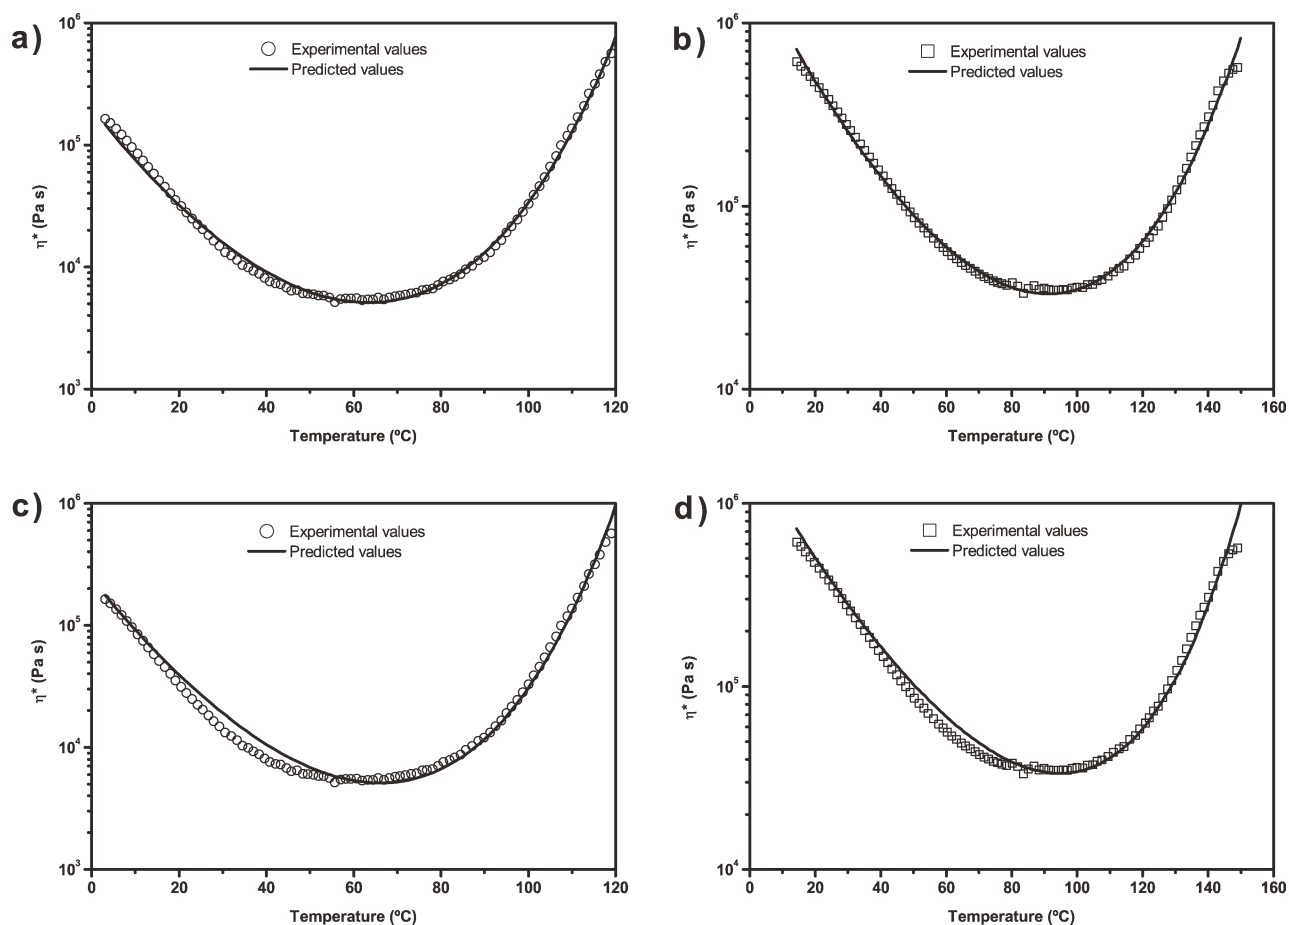 a)
10^6
Experimental values
Predicted values
10^5
η* (Pa s)
10^4
10^3
0 20 40 60 80 100 120
Temperature (ºC)
b)
10^6
Experimental values
Predicted values
10^5
η* (Pa s)
10^4
0 20 40 60 80 100 120 140 160
Temperature (ºC)
c)
10^6
Experimental values
Predicted values
10^5
η* (Pa s)
10^4
10^3
0 20 40 60 80 100 120
Temperature (ºC)
d)
10^6
Experimental values
Predicted values
10^5
η* (Pa s)
10^4
0 20 40 60 80 100 120 140 160
Temperature (ºC)